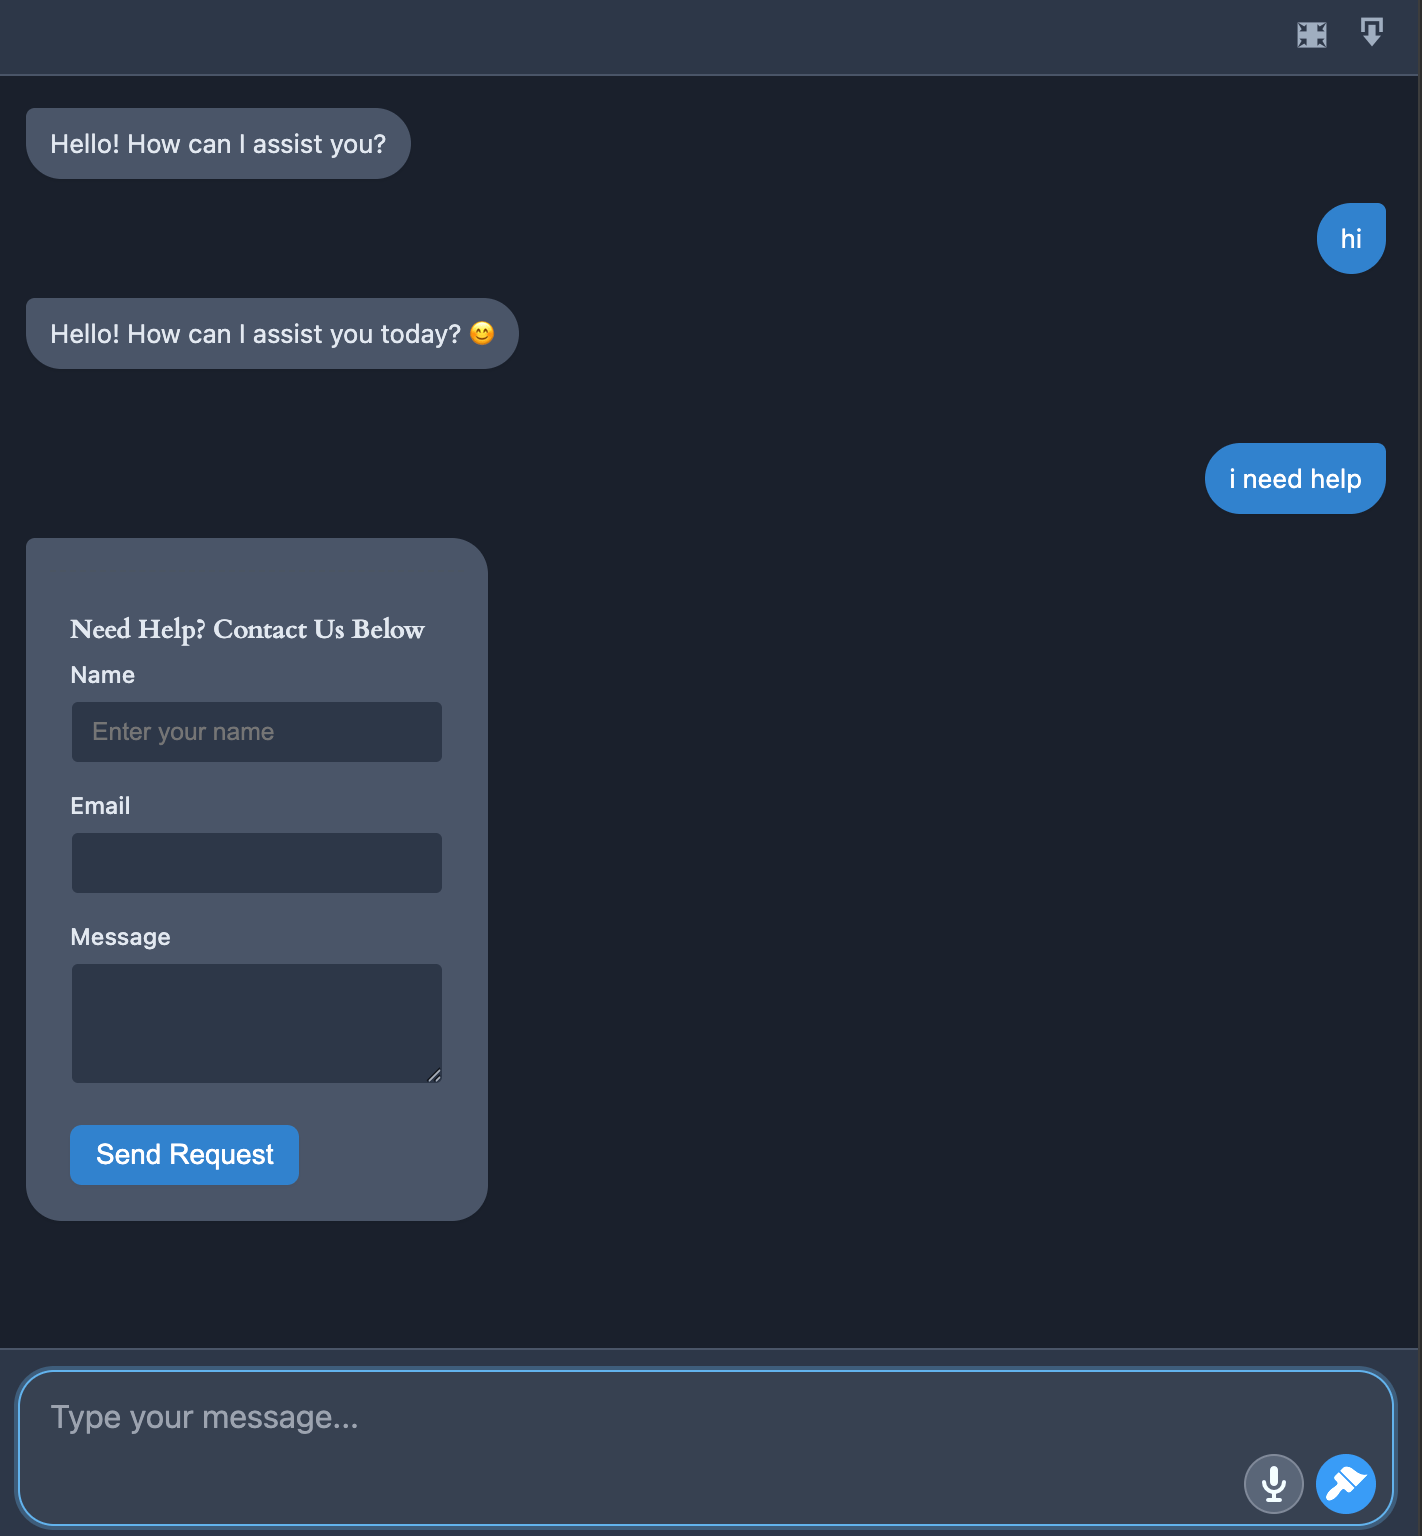 Hello! How can I assist you?
hi
Hello! How can I assist you today? 😊
i need help
Need Help? Contact Us Below
Name
Enter your name
Email
Message
Send Request
Type your message...